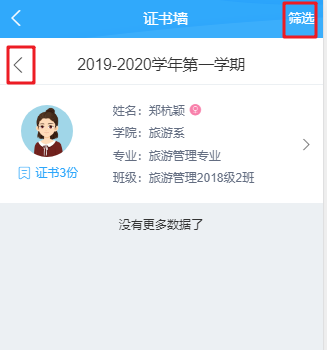 证书墙
筛选
2019-2020学年第一学期
姓名：郑杭颖
学院：旅游系
专业：旅游管理专业
证书3份
班级：旅游管理2018级2班
没有更多数据了